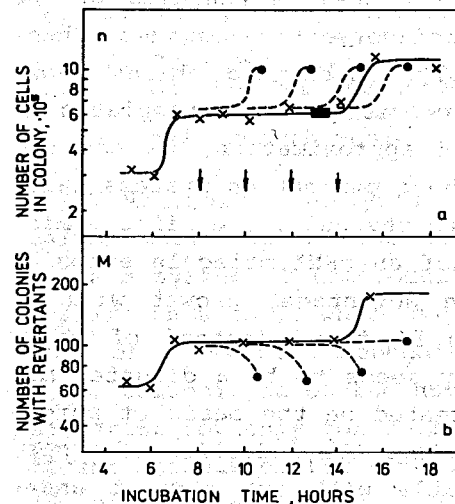 n
NUMBER OF CELLS
IN COLONY, ·10⁵
10
8
6
4
3
2
a
M
NUMBER OF COLONIES
WITH REVERTANTS
200
100
80
60
40
b
4 6 8 10 12 14 16 18
INCUBATION TIME, HOURS